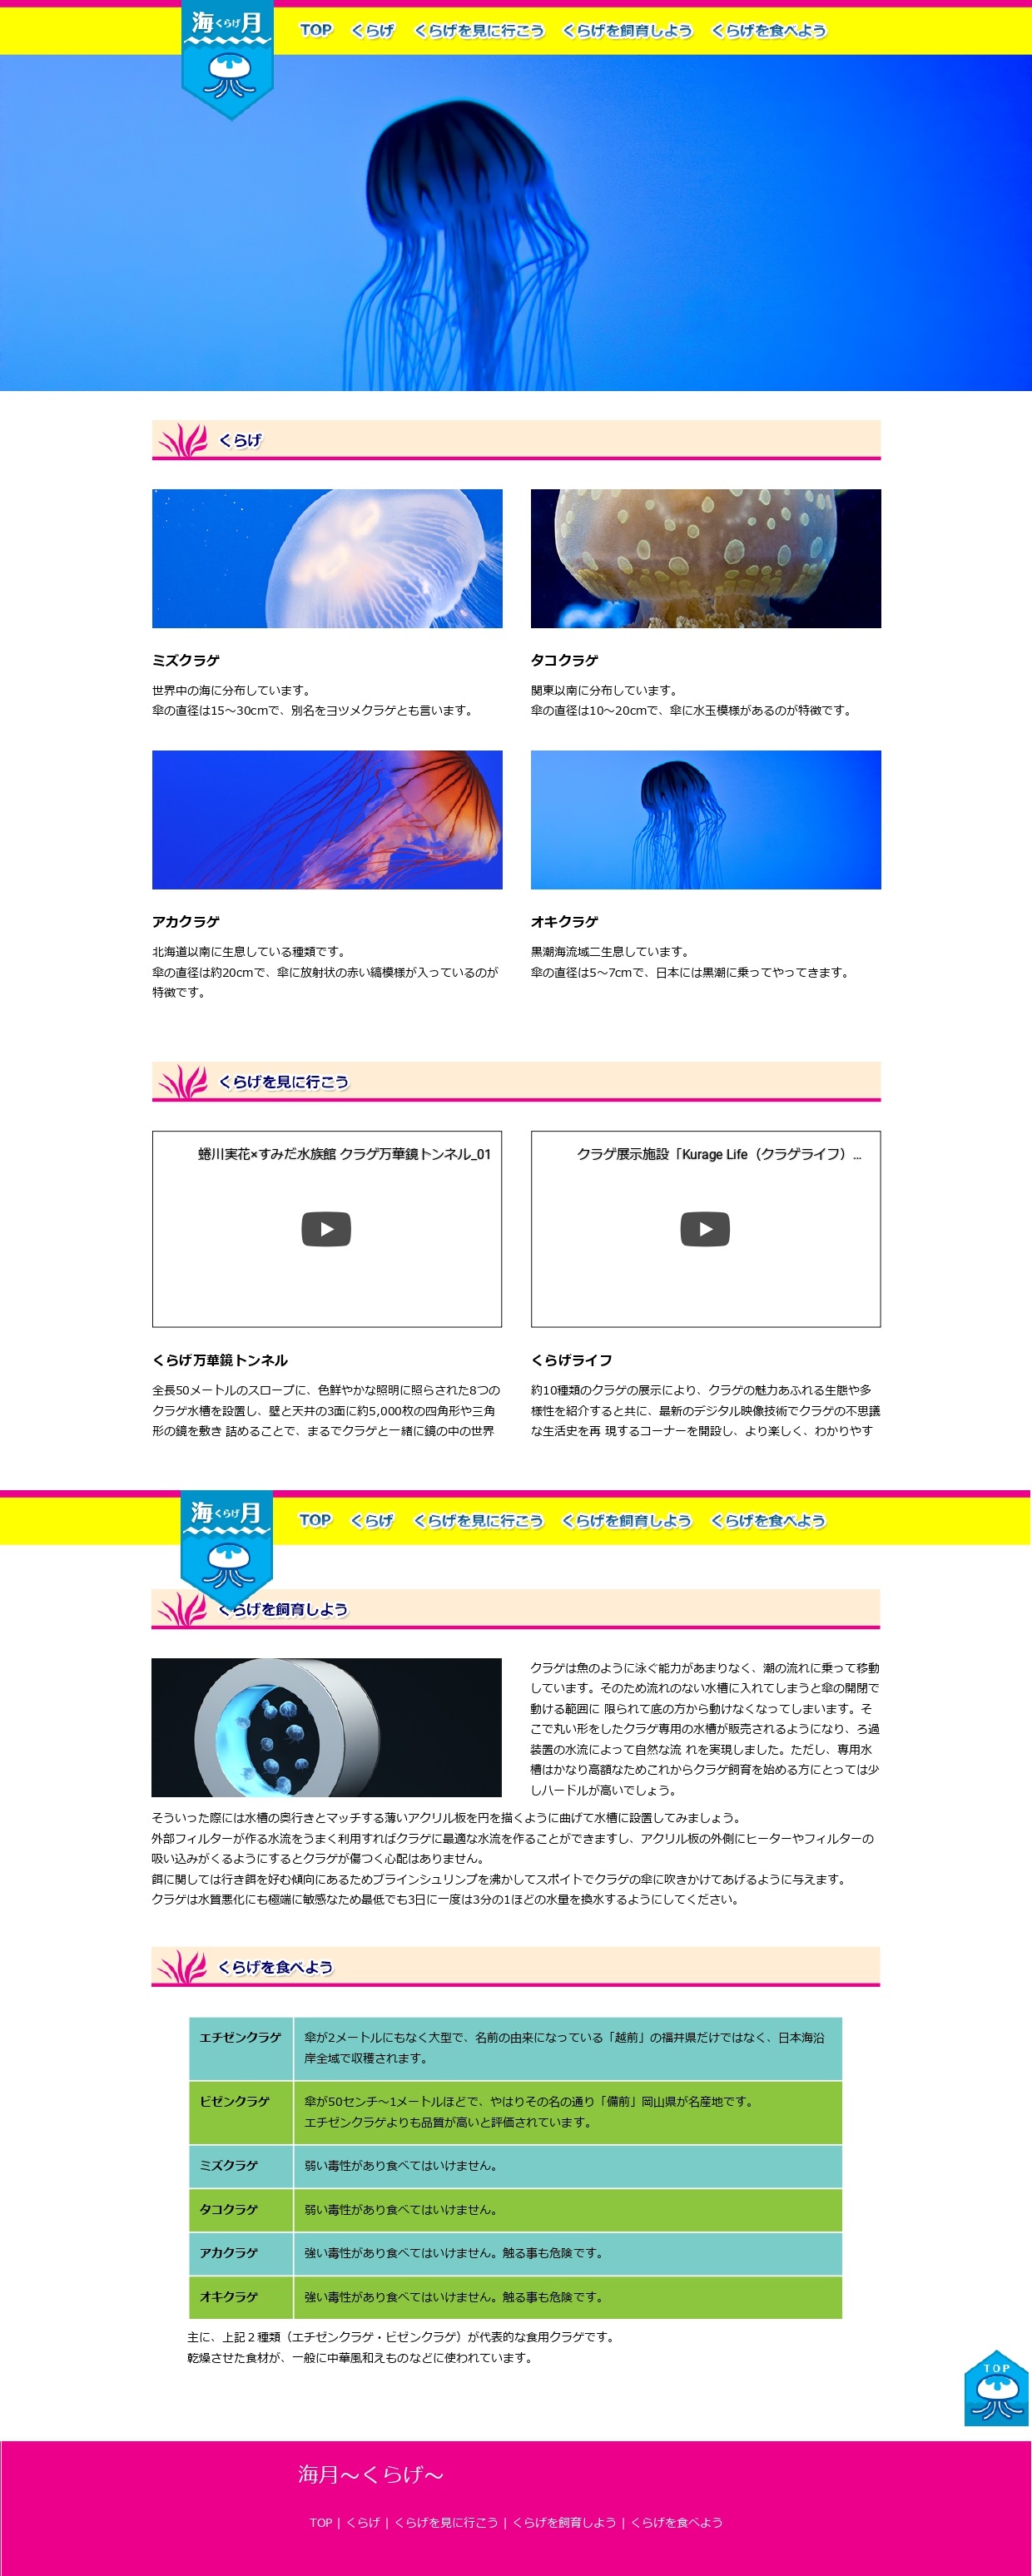 海くらげ月
TOP くらげ くらげを見に行こう くらげを飼育しよう くらげを食べよう
くらげ
ミズクラゲ
世界中の海に分布しています。
傘の直径は15～30cmで、別名をヨツメクラゲとも言います。
タコクラゲ
関東以南に分布しています。
傘の直径は10～20cmで、傘に水玉模様があるのが特徴です。
アカクラゲ
北海道以南に生息している種類です。
傘の直径は約20cmで、傘に放射状の赤い縞模様が入っているのが
特徴です。
オキクラゲ
黒潮海流域二生息しています。
傘の直径は5～7cmで、日本には黒潮に乗ってやってきます。
くらげを見に行こう
蜷川実花×すみだ水族館 クラゲ万華鏡トンネル_01
クラゲ展示施設「Kurage Life（クラゲライフ）...
くらげ万華鏡トンネル
全長50メートルのスロープに、色鮮やかな照明に照らされた8つの
クラゲ水槽を設置し、壁と天井の3面に約5,000枚の四角形や三角
形の鏡を敷き 詰めることで、まるでクラゲと一緒に鏡の中の世界
くらげライフ
約10種類のクラゲの展示により、クラゲの魅力あふれる生態や多
様性を紹介すると共に、最新のデジタル映像技術でクラゲの不思議
な生活史を再 現するコーナーを開設し、より楽しく、わかりやす
海くらげ月
TOP くらげ くらげを見に行こう くらげを飼育しよう くらげを食べよう
くらげを飼育しよう
クラゲは魚のように泳ぐ能力があまりなく、潮の流れに乗って移動
しています。そのため流れのない水槽に入れてしまうと傘の開閉で
動ける範囲に 限られて底の方から動けなくなってしまいます。そ
こで丸い形をしたクラゲ専用の水槽が販売されるようになり、ろ過
装置の水流によって自然な流 れを実現しました。ただし、専用水
槽はかなり高額なためこれからクラゲ飼育を始める方にとっては少
しハードルが高いでしょう。
そういった際には水槽の奥行きとマッチする薄いアクリル板を円を描くように曲げて水槽に設置してみましょう。
外部フィルターが作る水流をうまく利用すればクラゲに最適な水流を作ることができますし、アクリル板の外側にヒーターやフィルターの
吸い込みがくるようにするとクラゲが傷つく心配はありません。
餌に関しては行き餌を好む傾向にあるためブラインシュリンプを沸かしてスポイトでクラゲの傘に吹きかけてあげるように与えます。
クラゲは水質悪化にも極端に敏感なため最低でも3日に一度は3分の1ほどの水量を換水するようにしてください。
くらげを食べよう
エチゼンクラゲ 傘が2メートルにもなく大型で、名前の由来になっている「越前」の福井県だけではなく、日本海沿
岸全域で収穫されます。
ビゼンクラゲ 傘が50センチ～1メートルほどで、やはりその名の通り「備前」岡山県が名産地です。
エチゼンクラゲよりも品質が高いと評価されています。
ミズクラゲ 弱い毒性があり食べてはいけません。
タコクラゲ 弱い毒性があり食べてはいけません。
アカクラゲ 強い毒性があり食べてはいけません。触る事も危険です。
オキクラゲ 強い毒性があり食べてはいけません。触る事も危険です。
主に、上記２種類（エチゼンクラゲ・ビゼンクラゲ）が代表的な食用クラゲです。
乾燥させた食材が、一般に中華風和えものなどに使われています。
TOP
海月～くらげ～
TOP | くらげ | くらげを見に行こう | くらげを飼育しよう | くらげを食べよう